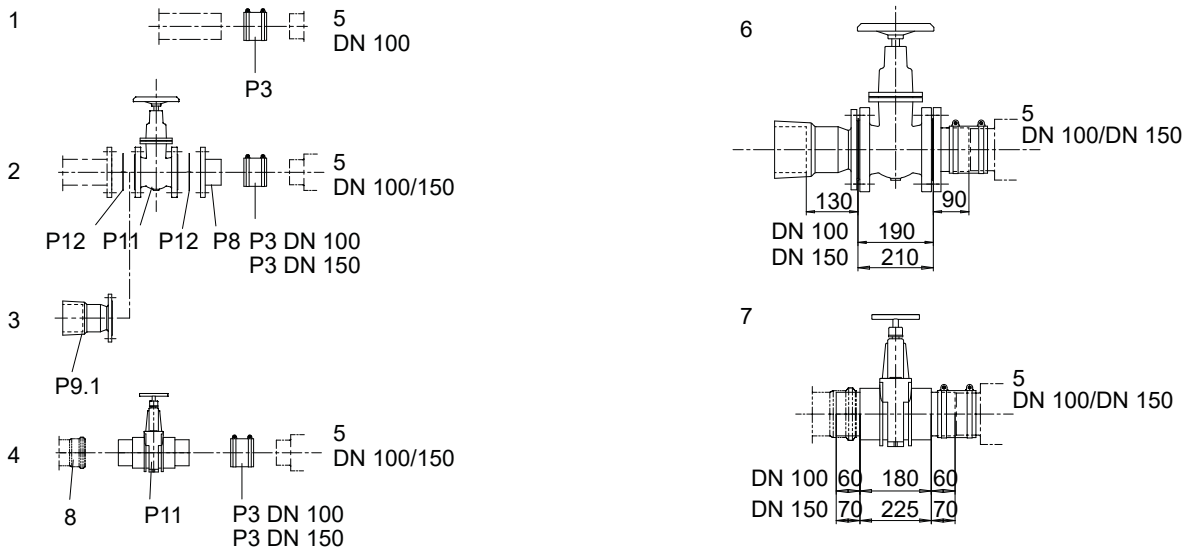 1
5
DN 100
P3
2
5
DN 100/150
P12 P11 P12 P8 P3 DN 100
P3 DN 150
3
P9.1
4
5
DN 100/150
8 P11 P3 DN 100
P3 DN 150
6
5
DN 100/DN 150
130 90
DN 100 190
DN 150 210
7
5
DN 100/DN 150
DN 100 60 180 60
DN 150 70 225 70